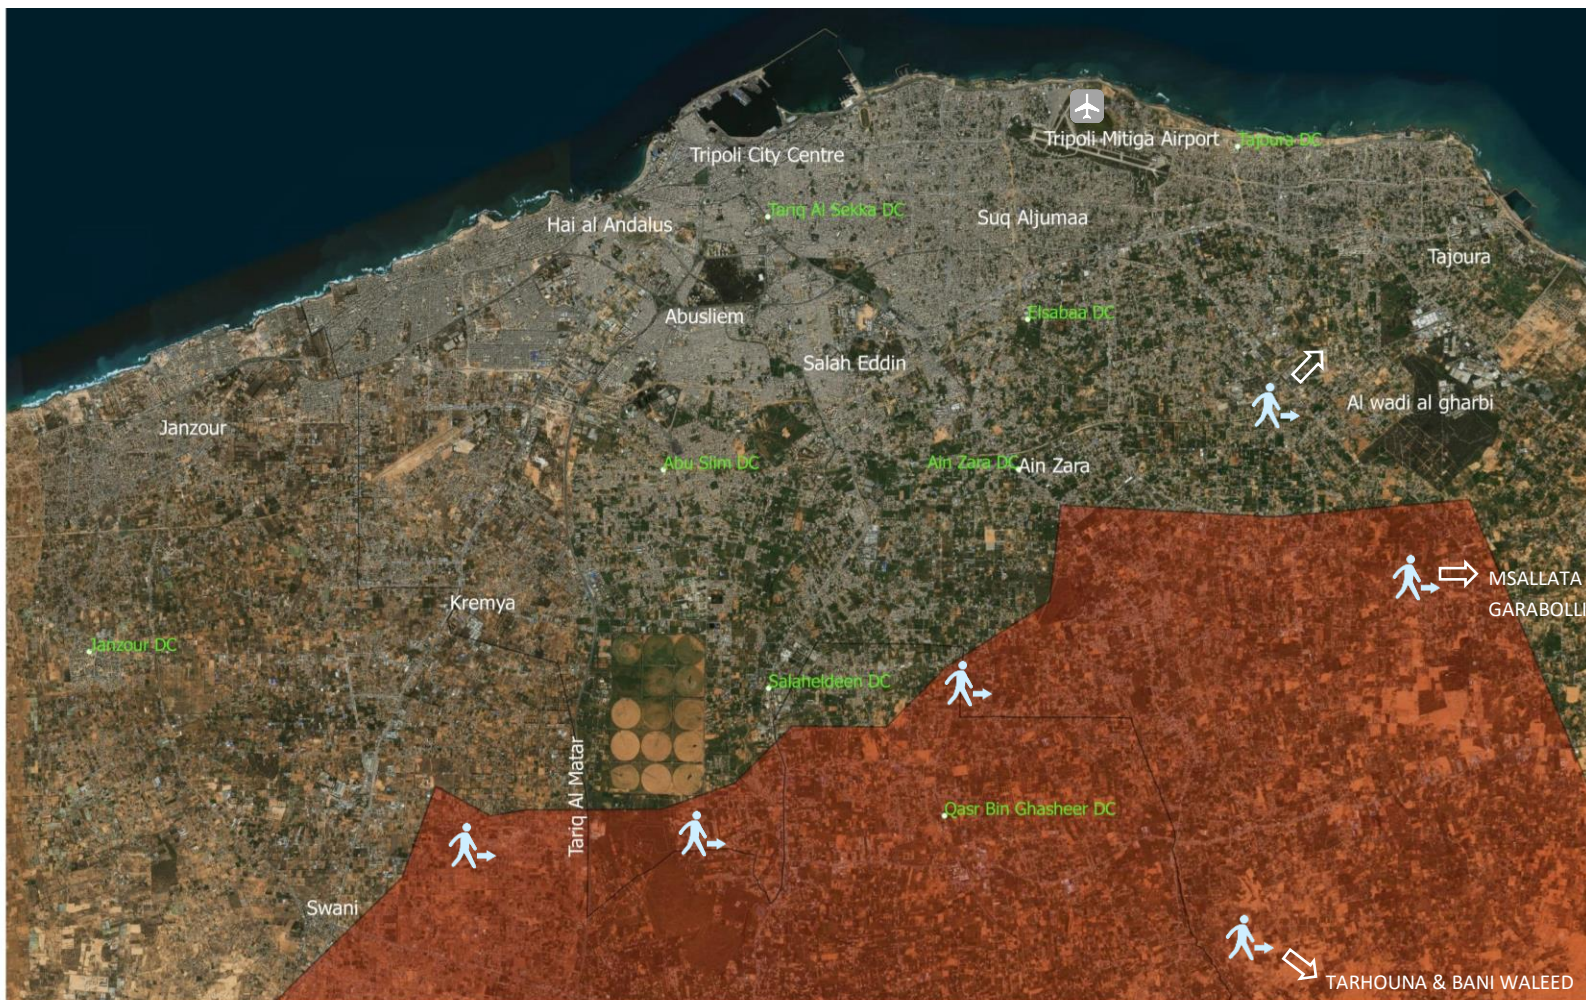 Tripoli Mitiga Airport
Tajoura DC
Tripoli City Centre
Tariq Al Sekka DC
Suq Aljumaa
Hai al Andalus
Tajoura
Abusliem
Elsabaa DC
Salah Eddin
Al wadi al gharbi
Janzour
Abu Slim DC
Ain Zara DC
Ain Zara
MSALLATA
GARABOLLI
Kremya
Janzour DC
Salaheldeen DC
Tariq Al Matar
Qasr Bin Ghasheer DC
Swani
TARHOUNA & BANI WALEED